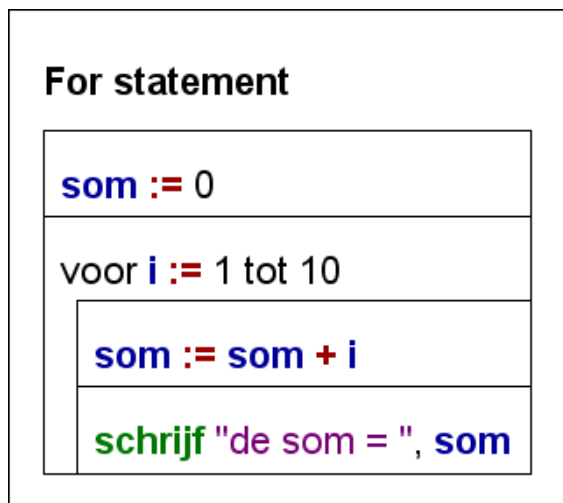 For statement
som := 0
voor i := 1 tot 10
som := som + i
schrijf "de som = ", som